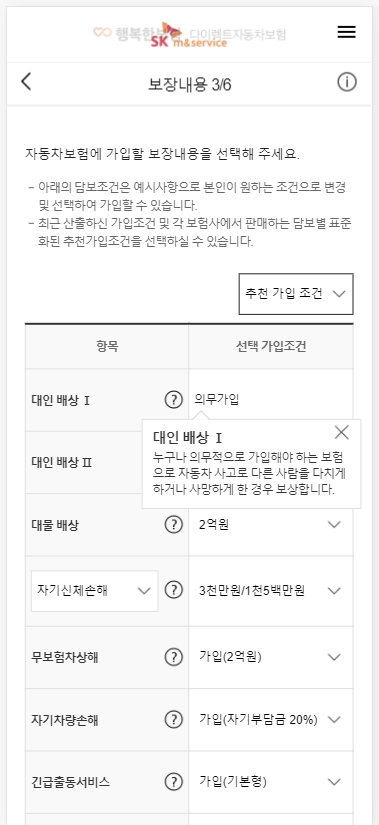 행복한
다이렉트자동차보험
SK m&service
보장내용 3/6
자동차보험에 가입할 보장내용을 선택해 주세요.
- 아래의 담보조건은 예시사항으로 본인이 원하는 조건으로 변경
및 선택하여 가입할 수 있습니다.
- 최근 산출하신 가입조건 및 각 보험사에서 판매하는 담보별 표준
화된 추천가입조건을 선택하실 수 있습니다.
추천 가입 조건
항목 선택 가입조건
대인 배상 Ⅰ ? 의무가입
대인 배상 Ⅰ
누구나 의무적으로 가입해야 하는 보험
으로 자동차 사고로 다른 사람을 다치게
하거나 사망하게 한 경우 보상합니다.
대인 배상 Ⅱ
대물 배상 ? 2억원
자기신체손해 ? 3천만원/1천5백만원
무보험차상해 ? 가입(2억원)
자기차량손해 ? 가입(자기부담금 20%)
긴급출동서비스 ? 가입(기본형)